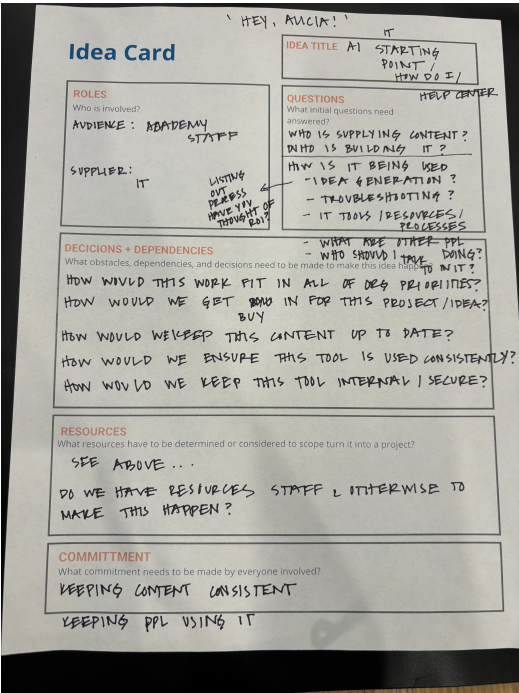 "HEY, ALICIA!"
Idea Card
IDEA TITLE AI IT STARTING
POINT /
HOW DO I /
HELP CENTER
ROLES
Who is involved?
AUDIENCE: ABADEMY
STAFF
SUPPLIER:
IT
LISTING
OUT
PROCESS
HAVE YOU
THOUGHT OF
ROI?
QUESTIONS
What initial questions need
answered?
WHO IS SUPPLYING CONTENT?
WHO IS BUILDING IT?
HOW IS IT BEING USED
- IDEA GENERATION?
- TROUBLESHOOTING?
- IT TOOLS / RESOURCES /
PROCESSES
- WHAT ARE OTHER PPL DOING?
- WHO SHOULD I TALK TO IN IT?
DECICIONS + DEPENDENCIES
What obstacles, dependencies, and decisions need to be made to make this idea happen?
HOW WOULD THIS WORK FIT IN ALL OF ORG PRIORITIES?
HOW WOULD WE GET BUY IN FOR THIS PROJECT / IDEA?
HOW WOULD WE KEEP THIS CONTENT UP TO DATE?
HOW WOULD WE ENSURE THIS TOOL IS USED CONSISTENTLY?
HOW WOULD WE KEEP THIS TOOL INTERNAL / SECURE?
RESOURCES
What resources have to be determined or considered to scope turn it into a project?
SEE ABOVE...
DO WE HAVE RESOURCES STAFF & OTHERWISE TO
MAKE THIS HAPPEN?
COMMITTMENT
What commitment needs to be made by everyone involved?
KEEPING CONTENT CONSISTENT
KEEPING PPL USING IT